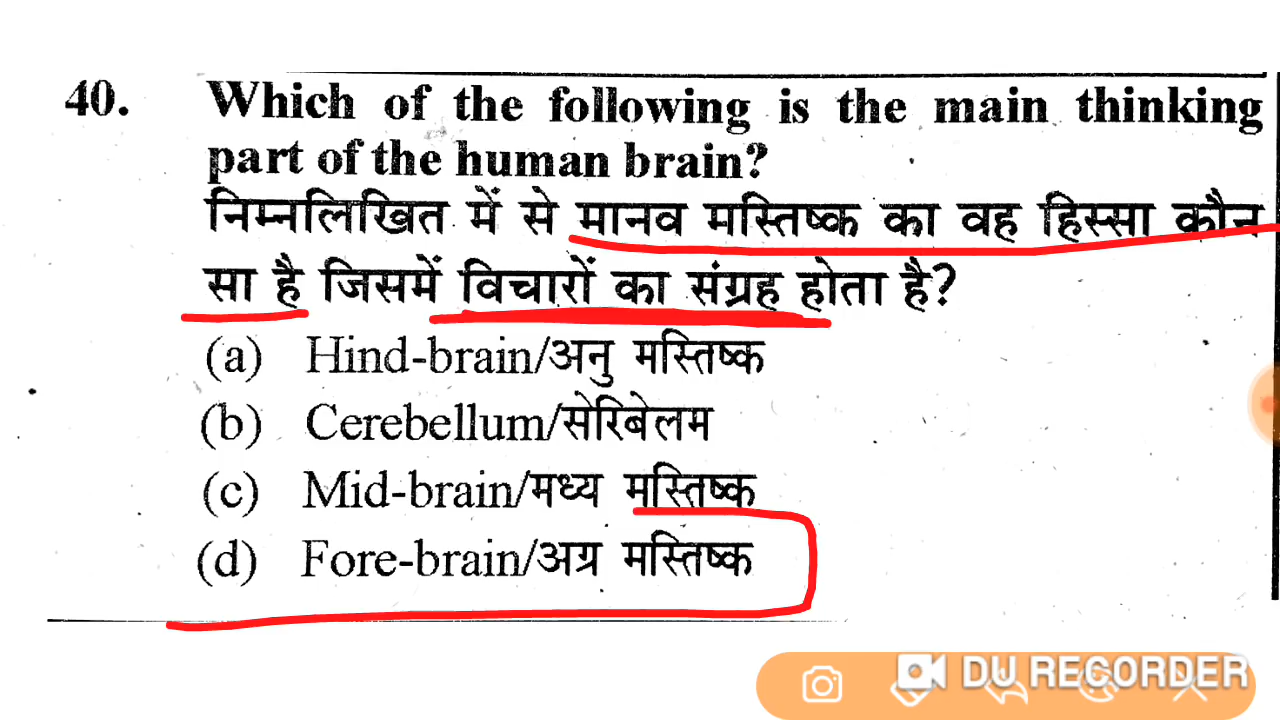 40. Which of the following is the main thinking
part of the human brain?
निम्नलिखित में से मानव मस्तिष्क का वह हिस्सा कौन
सा है जिसमें विचारों का संग्रह होता है?
(a) Hind-brain/अनु मस्तिष्क
(b) Cerebellum/सेरिबेलम
(c) Mid-brain/मध्य मस्तिष्क
(d) Fore-brain/अग्र मस्तिष्क
DU RECORDER